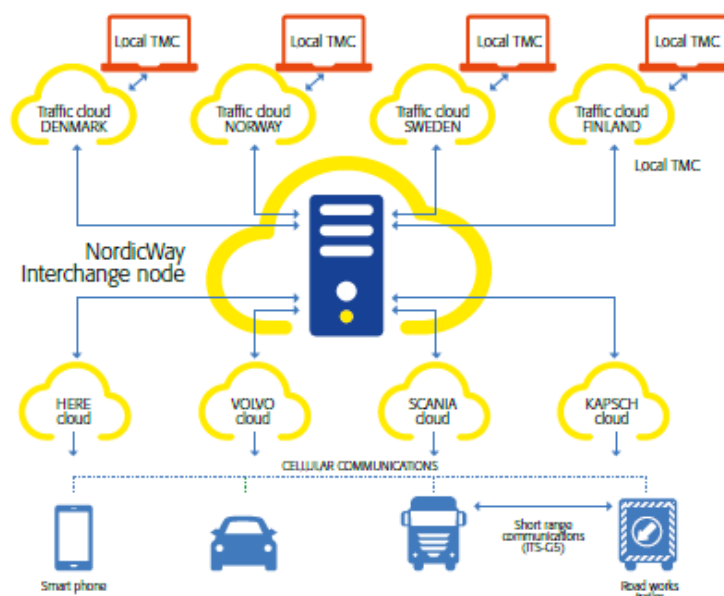 Local TMC
Local TMC
Local TMC
Local TMC
Traffic cloud
DENMARK
Traffic cloud
NORWAY
Traffic cloud
SWEDEN
Traffic cloud
FINLAND
Local TMC
NordicWay
Interchange node
HERE
cloud
VOLVO
cloud
SCANIA
cloud
KAPSCH
cloud
CELLULAR COMMUNICATIONS
Short range
communications
(ITS-G5)
Smart phone
Road works